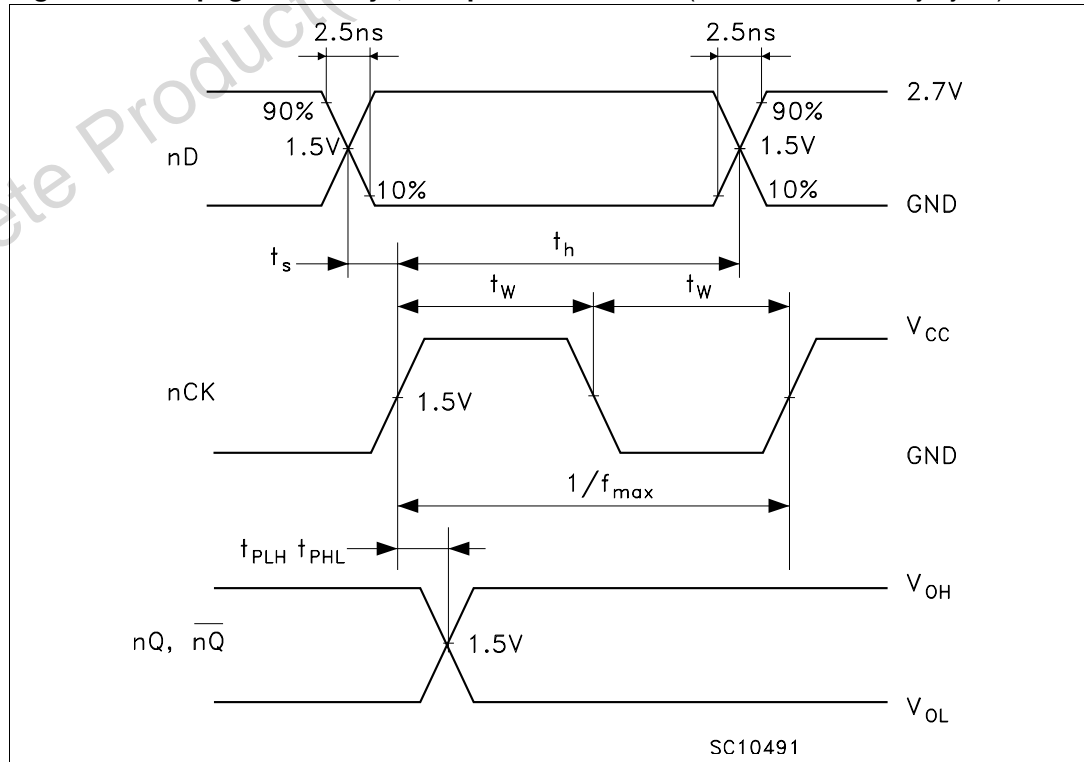 2.5ns 2.5ns
90% 90% 2.7V
1.5V 1.5V
nD
10% 10% GND
t_s t_h
t_W t_W
V_CC
nCK 1.5V
GND
1/f_max
t_PLH t_PHL
V_OH
nQ, n̅Q̅ 1.5V
V_OL
SC10491